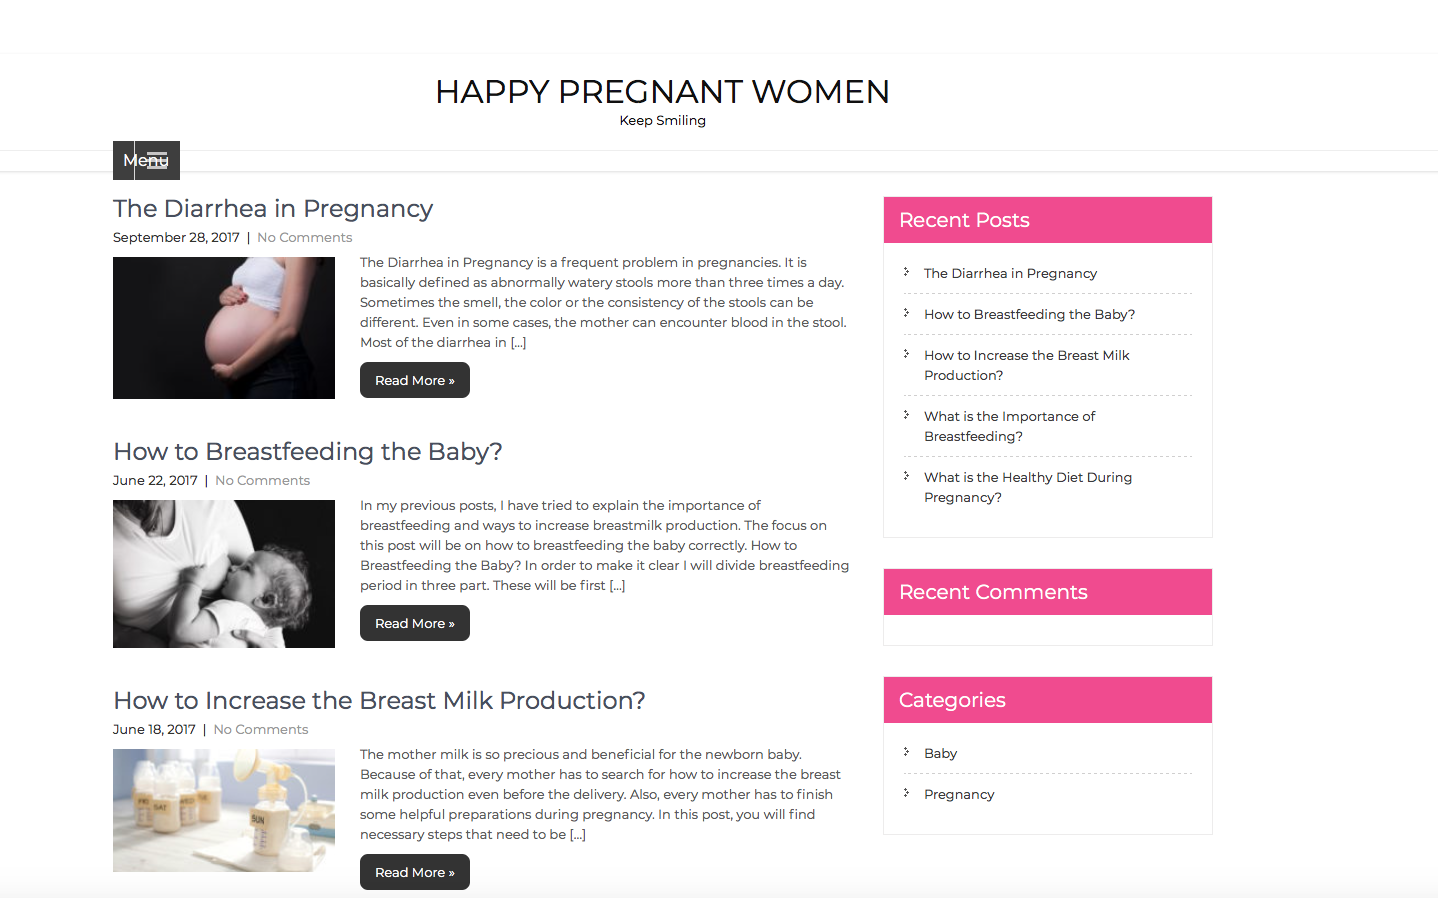 HAPPY PREGNANT WOMEN
Keep Smiling
Menu
The Diarrhea in Pregnancy
September 28, 2017 | No Comments
The Diarrhea in Pregnancy is a frequent problem in pregnancies. It is
basically defined as abnormally watery stools more than three times a day.
Sometimes the smell, the color or the consistency of the stools can be
different. Even in some cases, the mother can encounter blood in the stool.
Most of the diarrhea in [...]
Read More »
How to Breastfeeding the Baby?
June 22, 2017 | No Comments
In my previous posts, I have tried to explain the importance of
breastfeeding and ways to increase breastmilk production. The focus on
this post will be on how to breastfeeding the baby correctly. How to
Breastfeeding the Baby? In order to make it clear I will divide breastfeeding
period in three part. These will be first [...]
Read More »
How to Increase the Breast Milk Production?
June 18, 2017 | No Comments
FRI
SAT
WED
SUN
The mother milk is so precious and beneficial for the newborn baby.
Because of that, every mother has to search for how to increase the breast
milk production even before the delivery. Also, every mother has to finish
some helpful preparations during pregnancy. In this post, you will find
necessary steps that need to be [...]
Read More »
Recent Posts
The Diarrhea in Pregnancy
How to Breastfeeding the Baby?
How to Increase the Breast Milk
Production?
What is the Importance of
Breastfeeding?
What is the Healthy Diet During
Pregnancy?
Recent Comments
Categories
Baby
Pregnancy